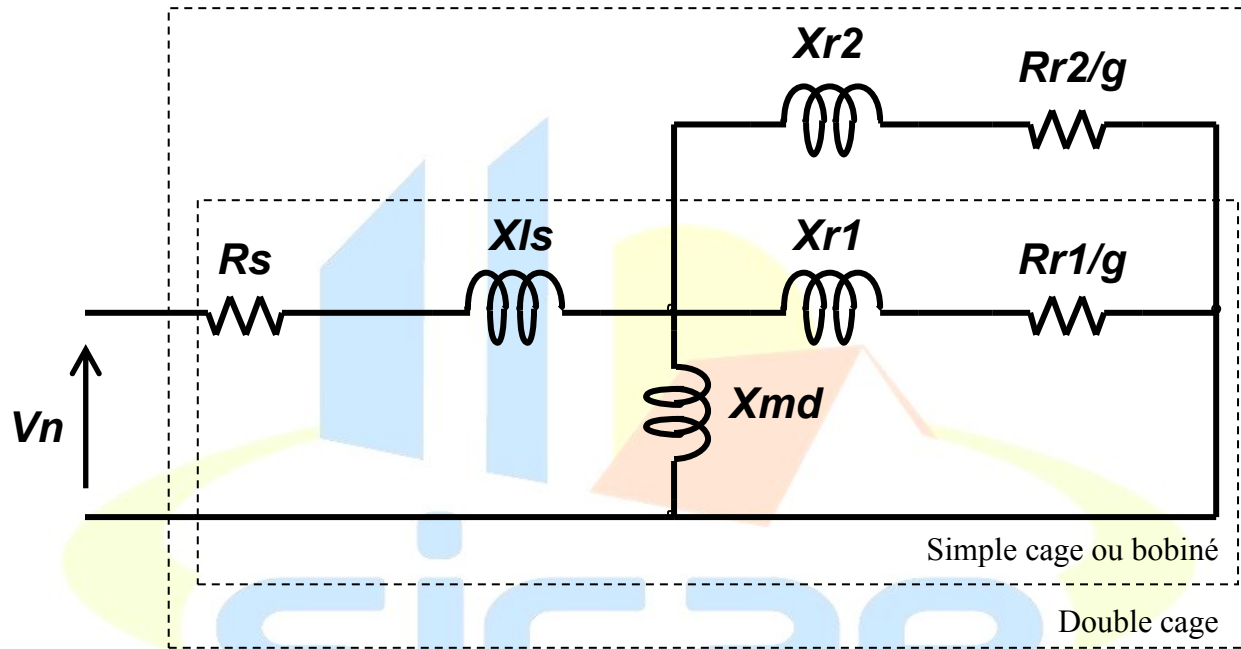 Xr2
Rr2/g
Rs
Xls
Xr1
Rr1/g
Vn
Xmd
Simple cage ou bobiné
Double cage